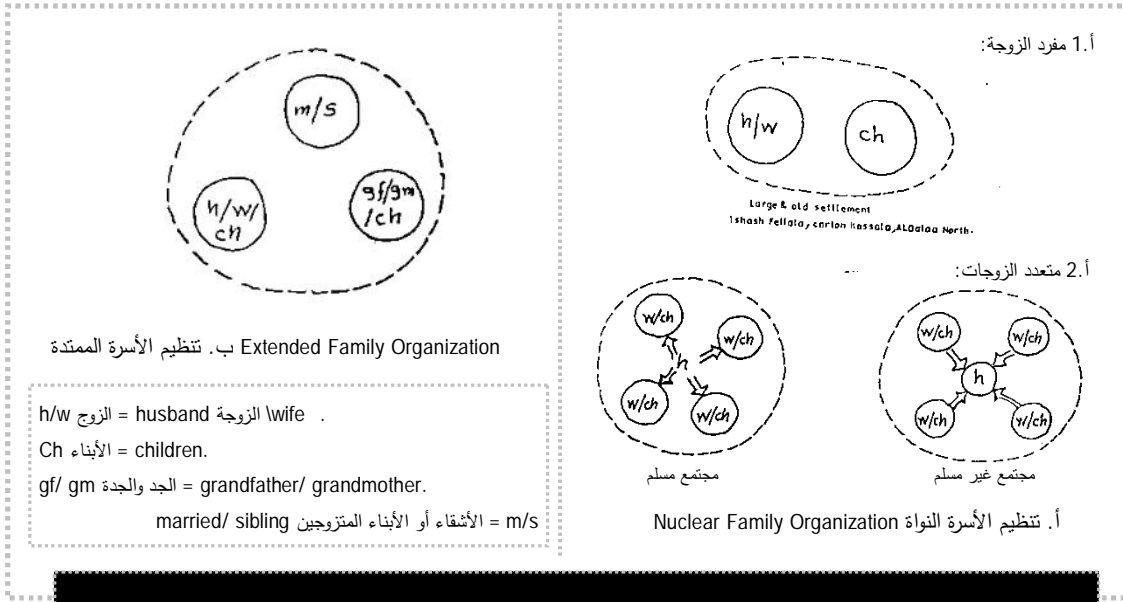 أ.1 مفرد الزوجة:
h/w
ch
Large & old settlement
Ishash Fellata, carton Kassala, ALGalaa North.
أ.2 متعدد الزوجات:
w/ch
w/ch
h
w/ch
w/ch
مجتمع غير مسلم
w/ch
w/ch
h
w/ch
w/ch
مجتمع مسلم
أ. تنظيم الأسرة النواة Nuclear Family Organization
m/s
h/w/
ch
gf/gm
/ch
ب. تنظيم الأسرة الممتدة Extended Family Organization
h/w الزوج = husband الزوجة \wife .
Ch الأبناء = children.
gf/ gm الجد والجدة = grandfather/ grandmother.
m/s = الأشقاء أو الأبناء المتزوجين married/ sibling